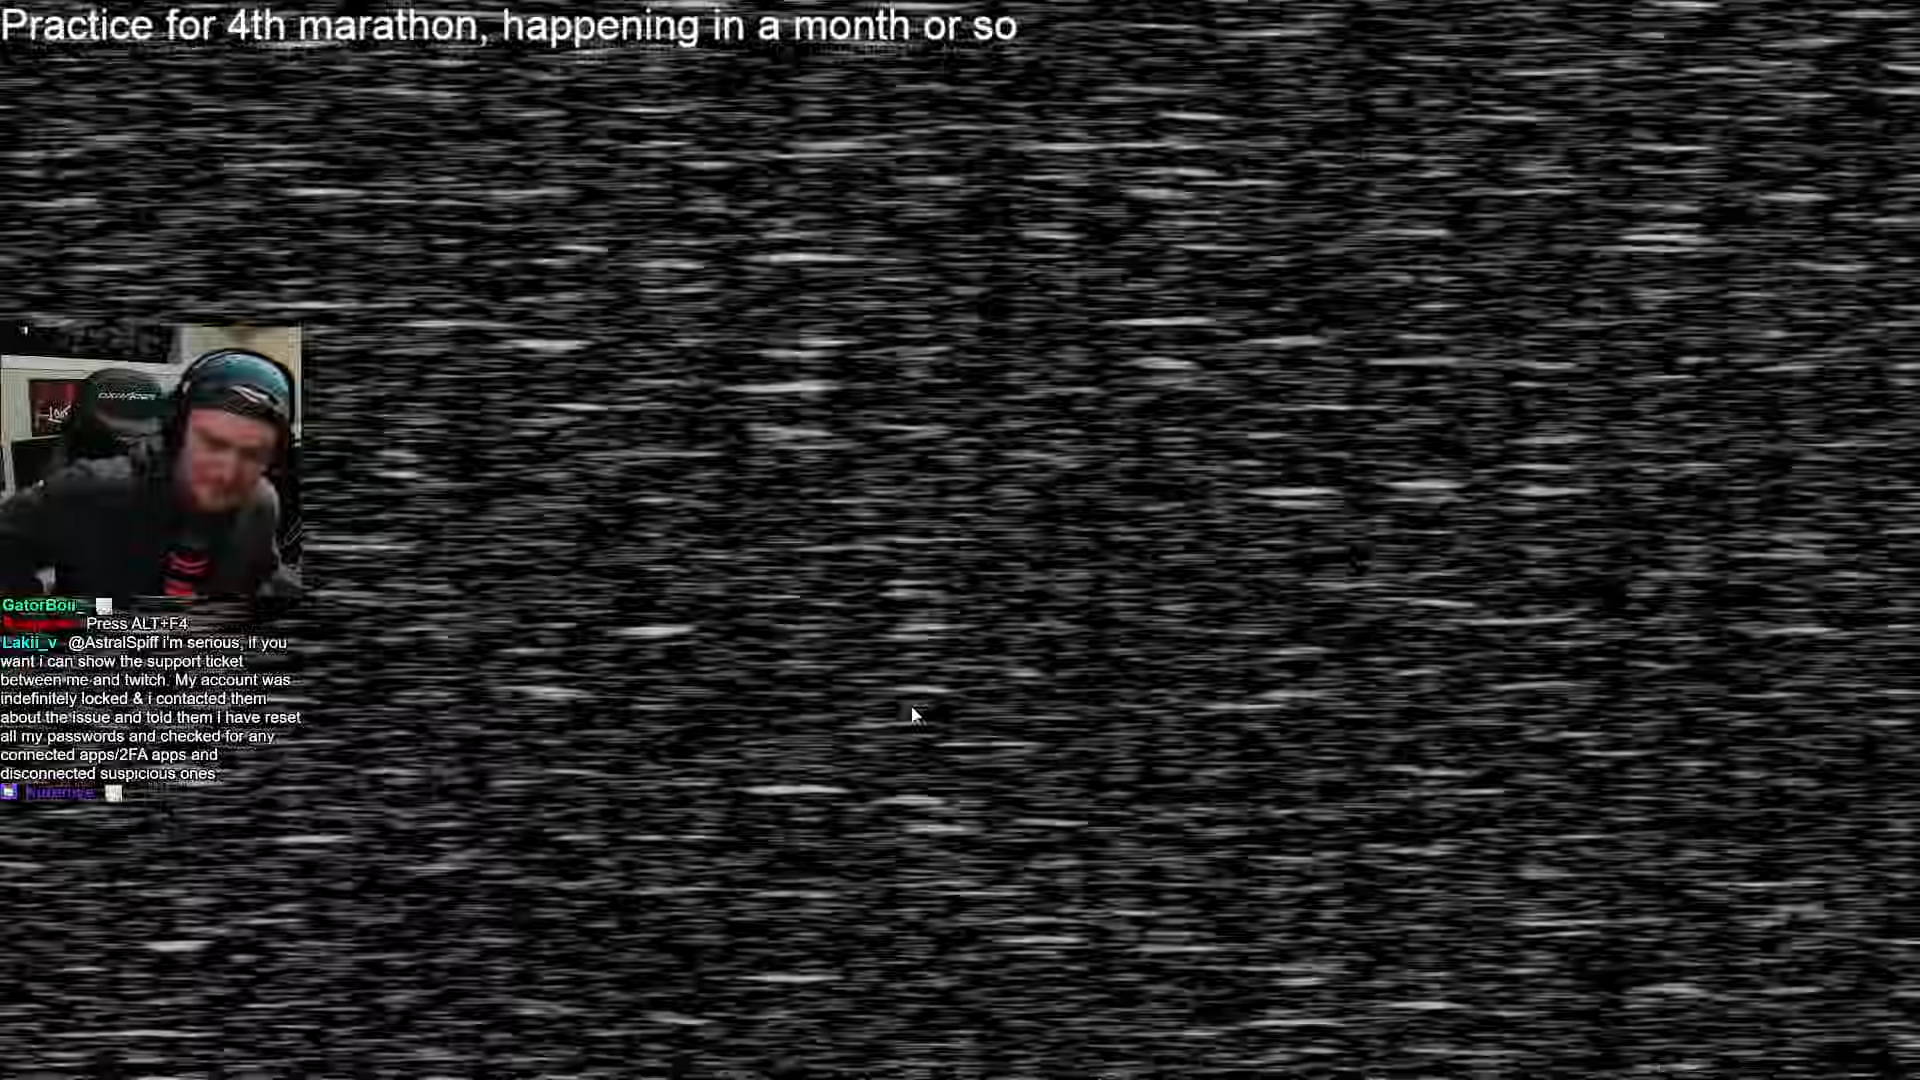 Practice for 4th marathon, happening in a month or so
GatorBoii
Press ALT+F4
Lakii_v @AstralSpiff i'm serious, if you
want i can show the support ticket
between me and twitch. My account was
indefinitely locked & i contacted them
about the issue and told them i have reset
all my passwords and checked for any
connected apps/2FA apps and
disconnected suspicious ones